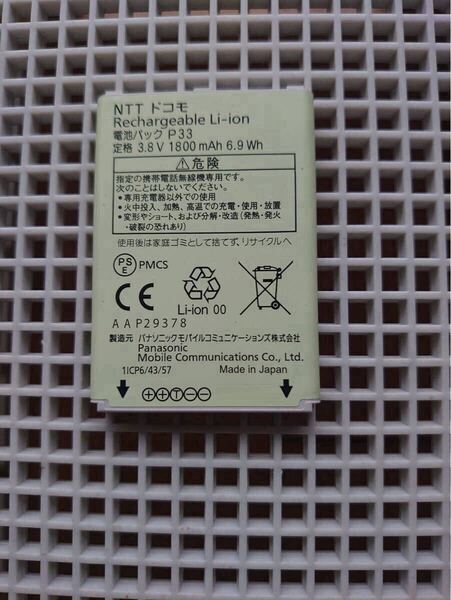 NTT ドコモ
Rechargeable Li-ion
電池パック P33
定格 3.8 V 1800 mAh 6.9 Wh
⚠危険
指定の携帯電話無線機専用です。
次のことはしないでください。
●専用充電器以外での充電
●火中投入、加熱、高温での充電・使用・放置
●変形やショート、および分解・改造(発熱・発火
・破裂の恐れあり)
使用後は家庭ゴミとして捨てず、リサイクルへ
PS E PMCS
CE
Li-ion 00
AAP29378
製造元 パナソニックモバイルコミュニケーションズ株式会社
Panasonic
Mobile Communications Co., Ltd.
1ICP6/43/57 Made in Japan
⊕⊕Ⓣ⊖⊖